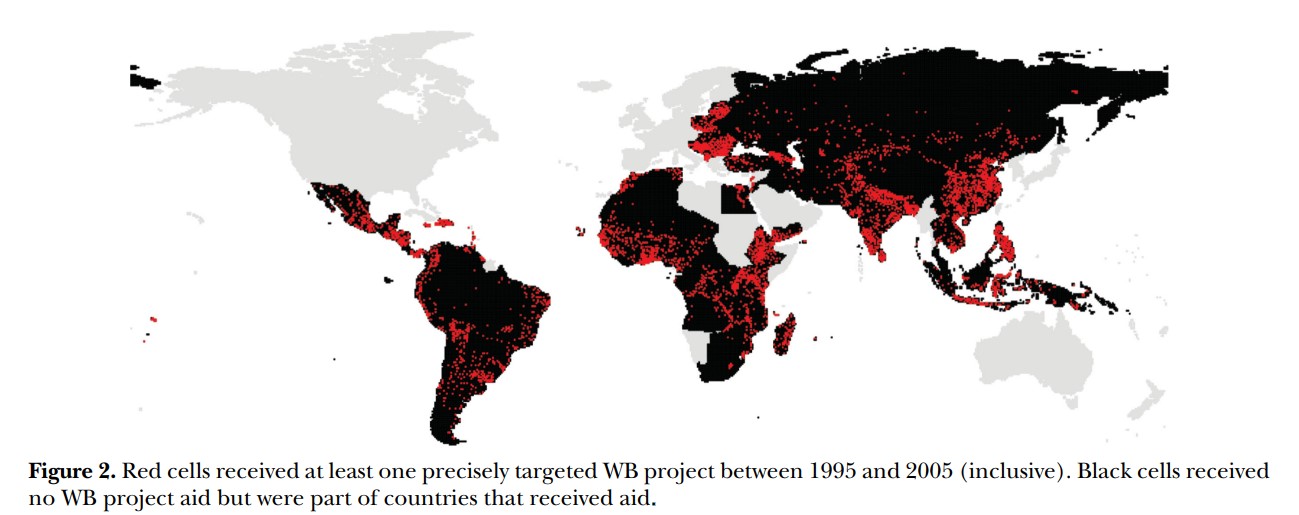 Figure 2. Red cells received at least one precisely targeted WB project between 1995 and 2005 (inclusive). Black cells received
no WB project aid but were part of countries that received aid.